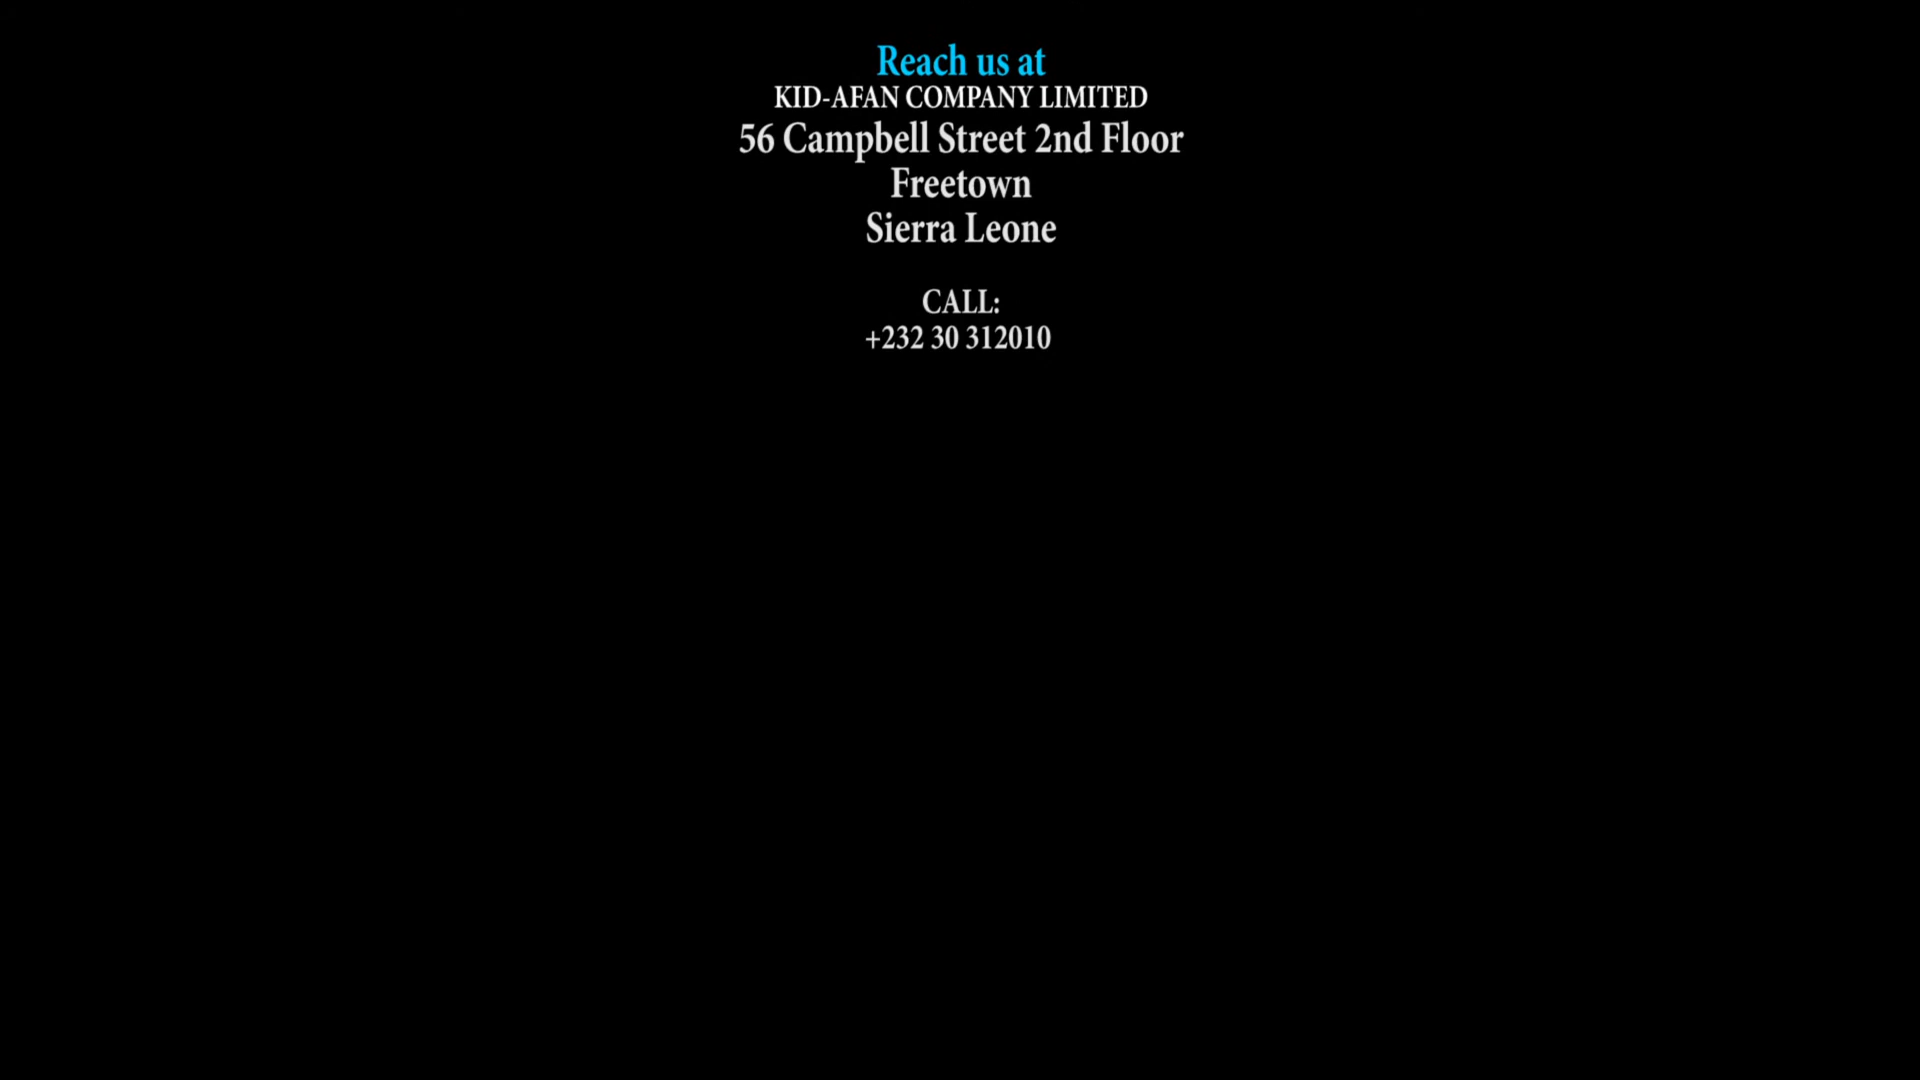 Reach us at
KID-AFAN COMPANY LIMITED
56 Campbell Street 2nd Floor
Freetown
Sierra Leone
CALL:
+232 30 312010